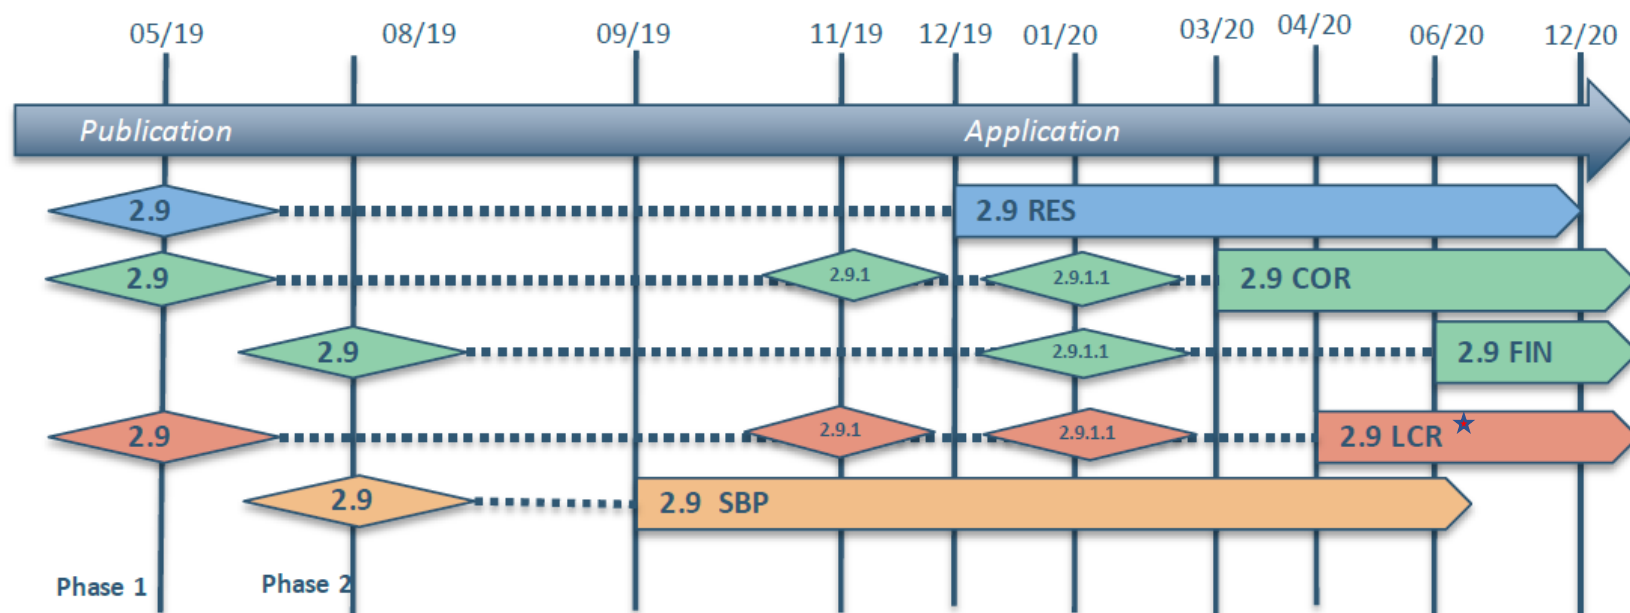 05/19 08/19 09/19 11/19 12/19 01/20 03/20 04/20 06/20 12/20
Publication Application
2.9 2.9 RES
2.9 2.9.1 2.9.1.1 2.9 COR
2.9 2.9.1.1 2.9 FIN
2.9 2.9.1 2.9.1.1 2.9 LCR
2.9 2.9 SBP
Phase 1 Phase 2